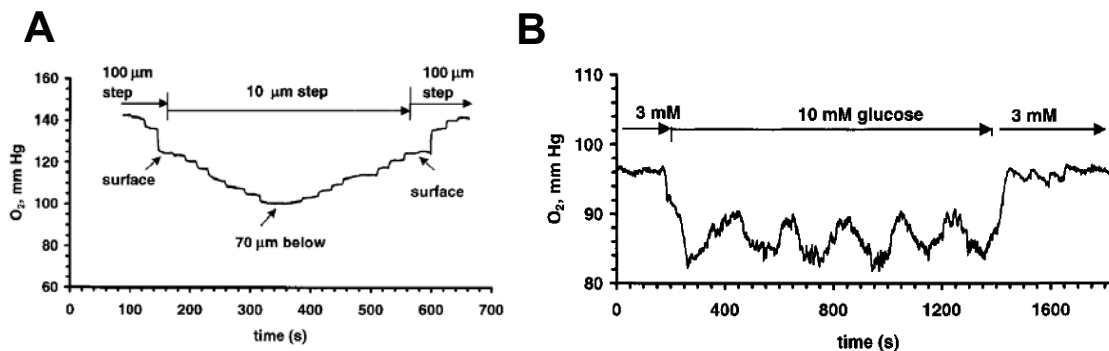 A
100 µm
step
10 µm step
100 µm
step
160
140
120
100
80
60
O2, mm Hg
surface
surface
70 µm below
0 100 200 300 400 500 600 700
time (s)
B
110
100
90
80
O2, mm Hg
3 mM
10 mM glucose
3 mM
0 400 800 1200 1600
time (s)